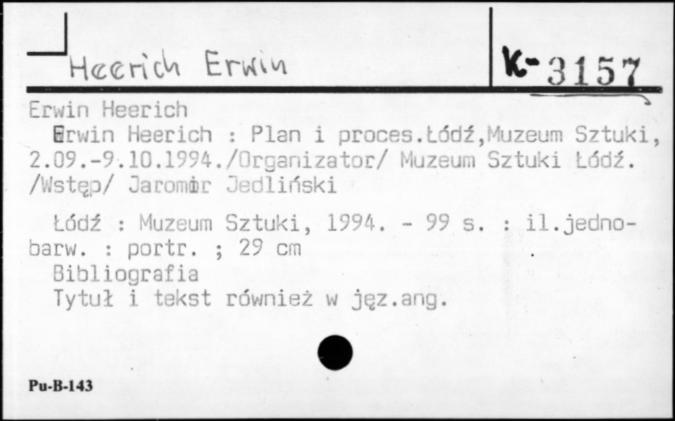 Heerich Erwin
K-3157
Erwin Heerich
Erwin Heerich : Plan i proces.Łódź,Muzeum Sztuki,
2.09.-9.10.1994./Organizator/ Muzeum Sztuki Łódź.
/Wstęp/ Jaromir Jedliński
Łódź : Muzeum Sztuki, 1994. - 99 s. : il.jedno-
barw. : portr. ; 29 cm
Bibliografia
Tytuł i tekst również w jęz.ang.
Pu-B-143